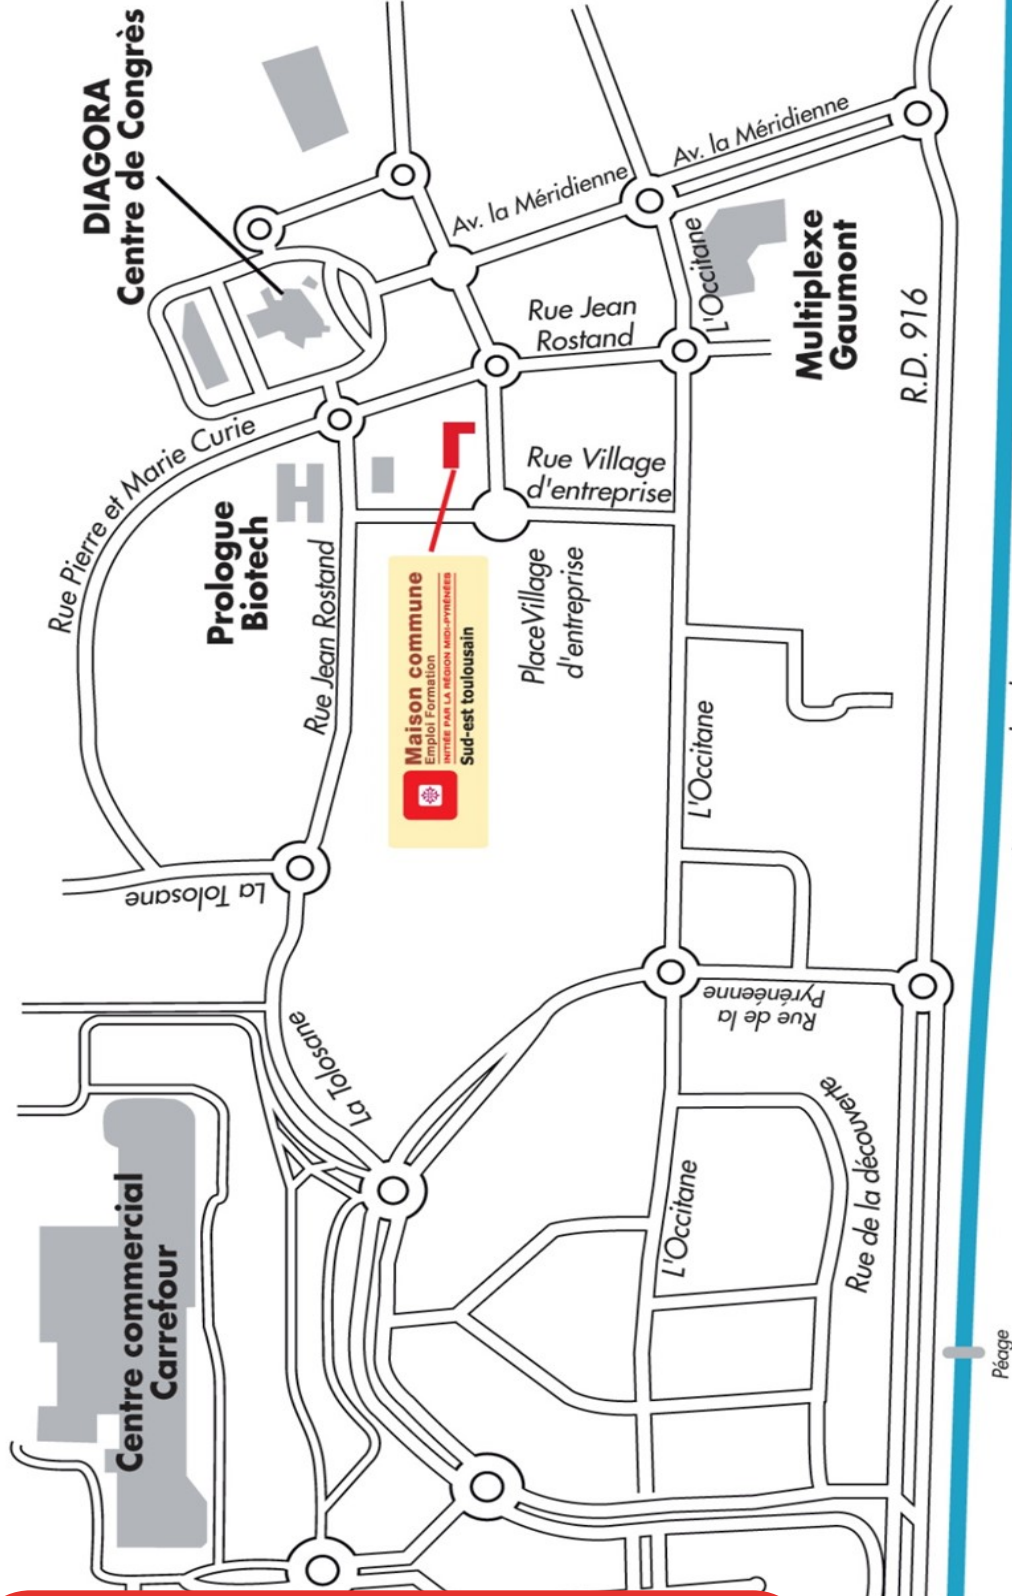 DIAGORA
Centre de Congrès
Av. la Méridienne
Av. la Méridienne
L'Occitane
Multiplexe
Gaumont
Rue Jean
Rostand
R.D. 916
Rue Pierre et Marie Curie
Prologue
Biotech
Rue Jean Rostand
Rue Village
d'entreprise
PlaceVillage
d'entreprise
Maison commune
Emploi Formation
INITIÉE PAR LA RÉGION MIDI-PYRÉNÉES
Sud-est toulousain
L'Occitane
La Tolosane
La Tolosane
Rue de la
Pyrénéenne
Rue de la découverte
L'Occitane
Centre commercial
Carrefour
Péage